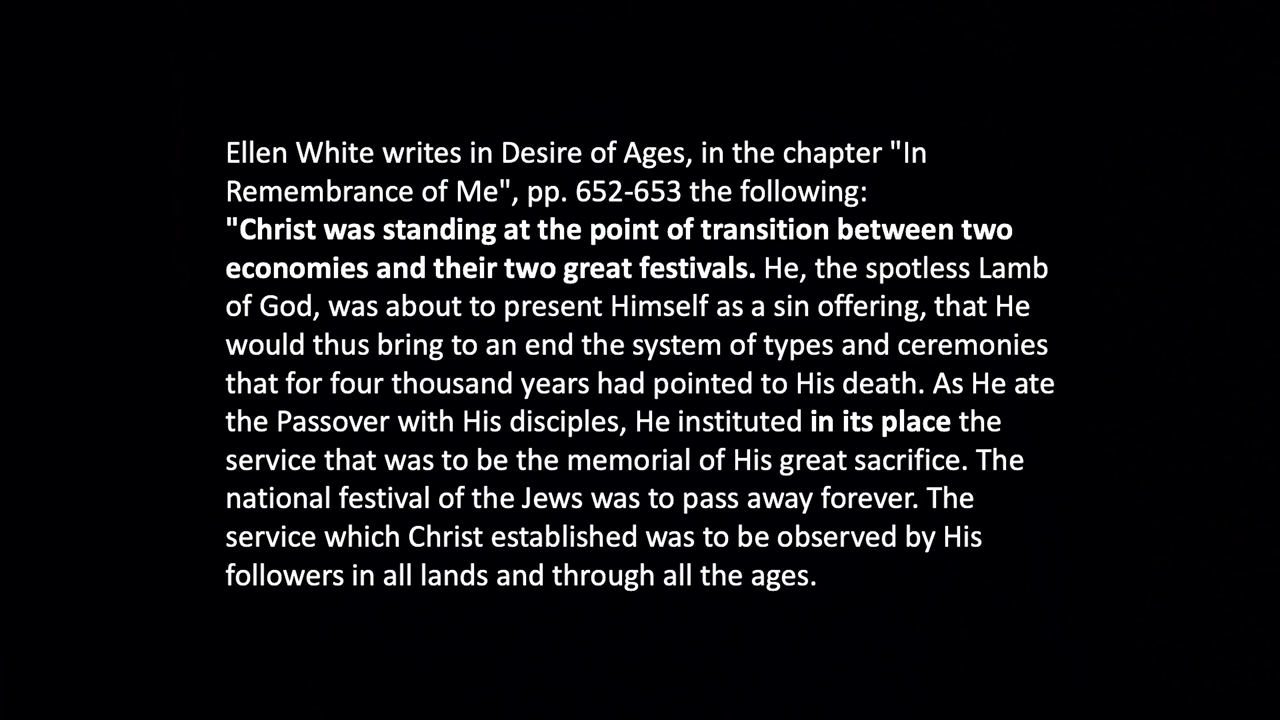 Ellen White writes in Desire of Ages, in the chapter "In
Remembrance of Me", pp. 652-653 the following:
"Christ was standing at the point of transition between two
economies and their two great festivals. He, the spotless Lamb
of God, was about to present Himself as a sin offering, that He
would thus bring to an end the system of types and ceremonies
that for four thousand years had pointed to His death. As He ate
the Passover with His disciples, He instituted in its place the
service that was to be the memorial of His great sacrifice. The
national festival of the Jews was to pass away forever. The
service which Christ established was to be observed by His
followers in all lands and through all the ages.